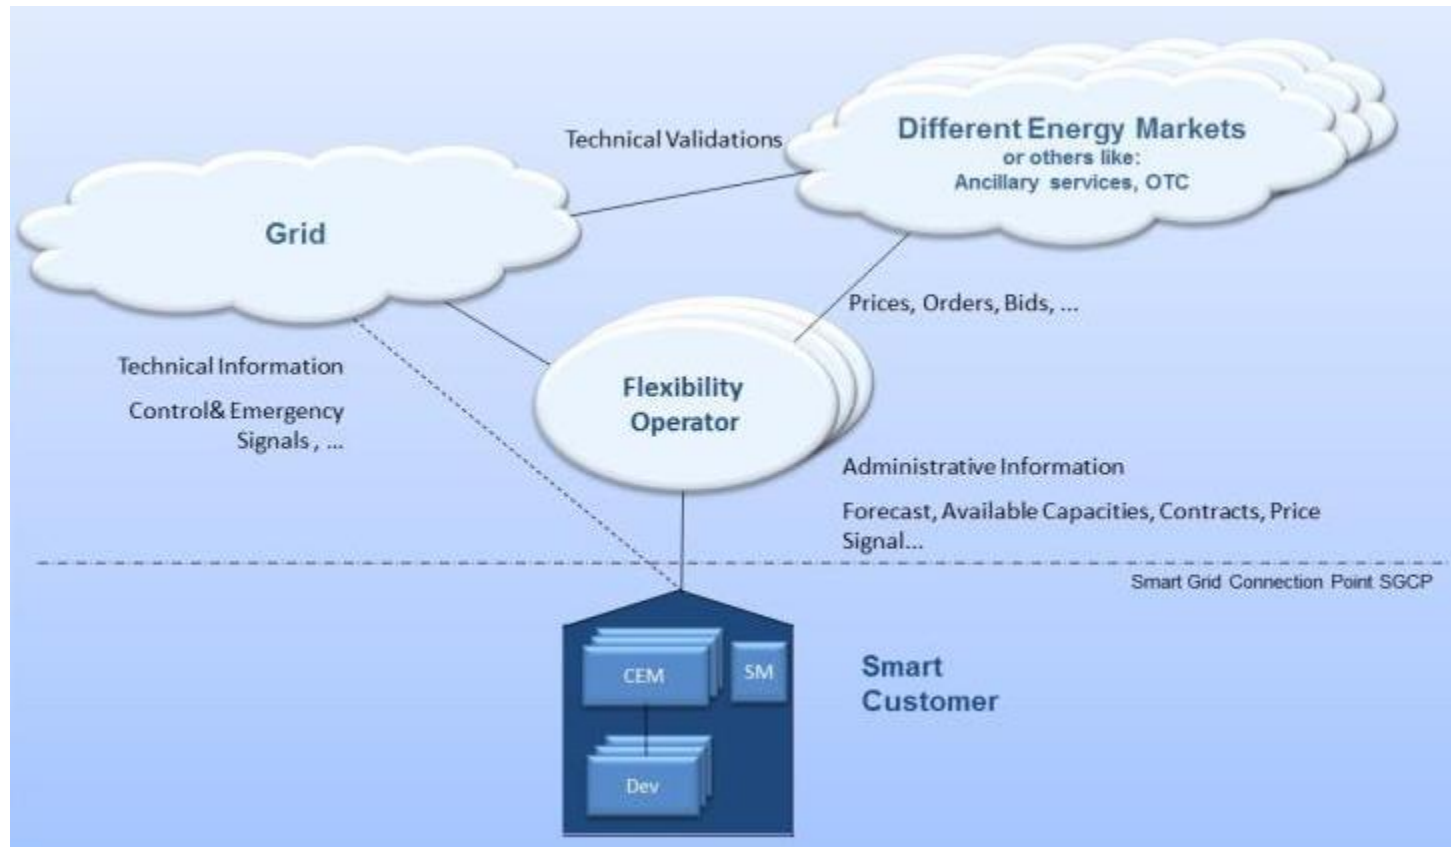 Technical Validations
Different Energy Markets
or others like:
Ancillary services, OTC
Grid
Prices, Orders, Bids, ...
Technical Information
Control& Emergency
Signals , ...
Flexibility
Operator
Administrative Information
Forecast, Available Capacities, Contracts, Price
Signal...
Smart Grid Connection Point SGCP
CEM
SM
Smart
Customer
Dev